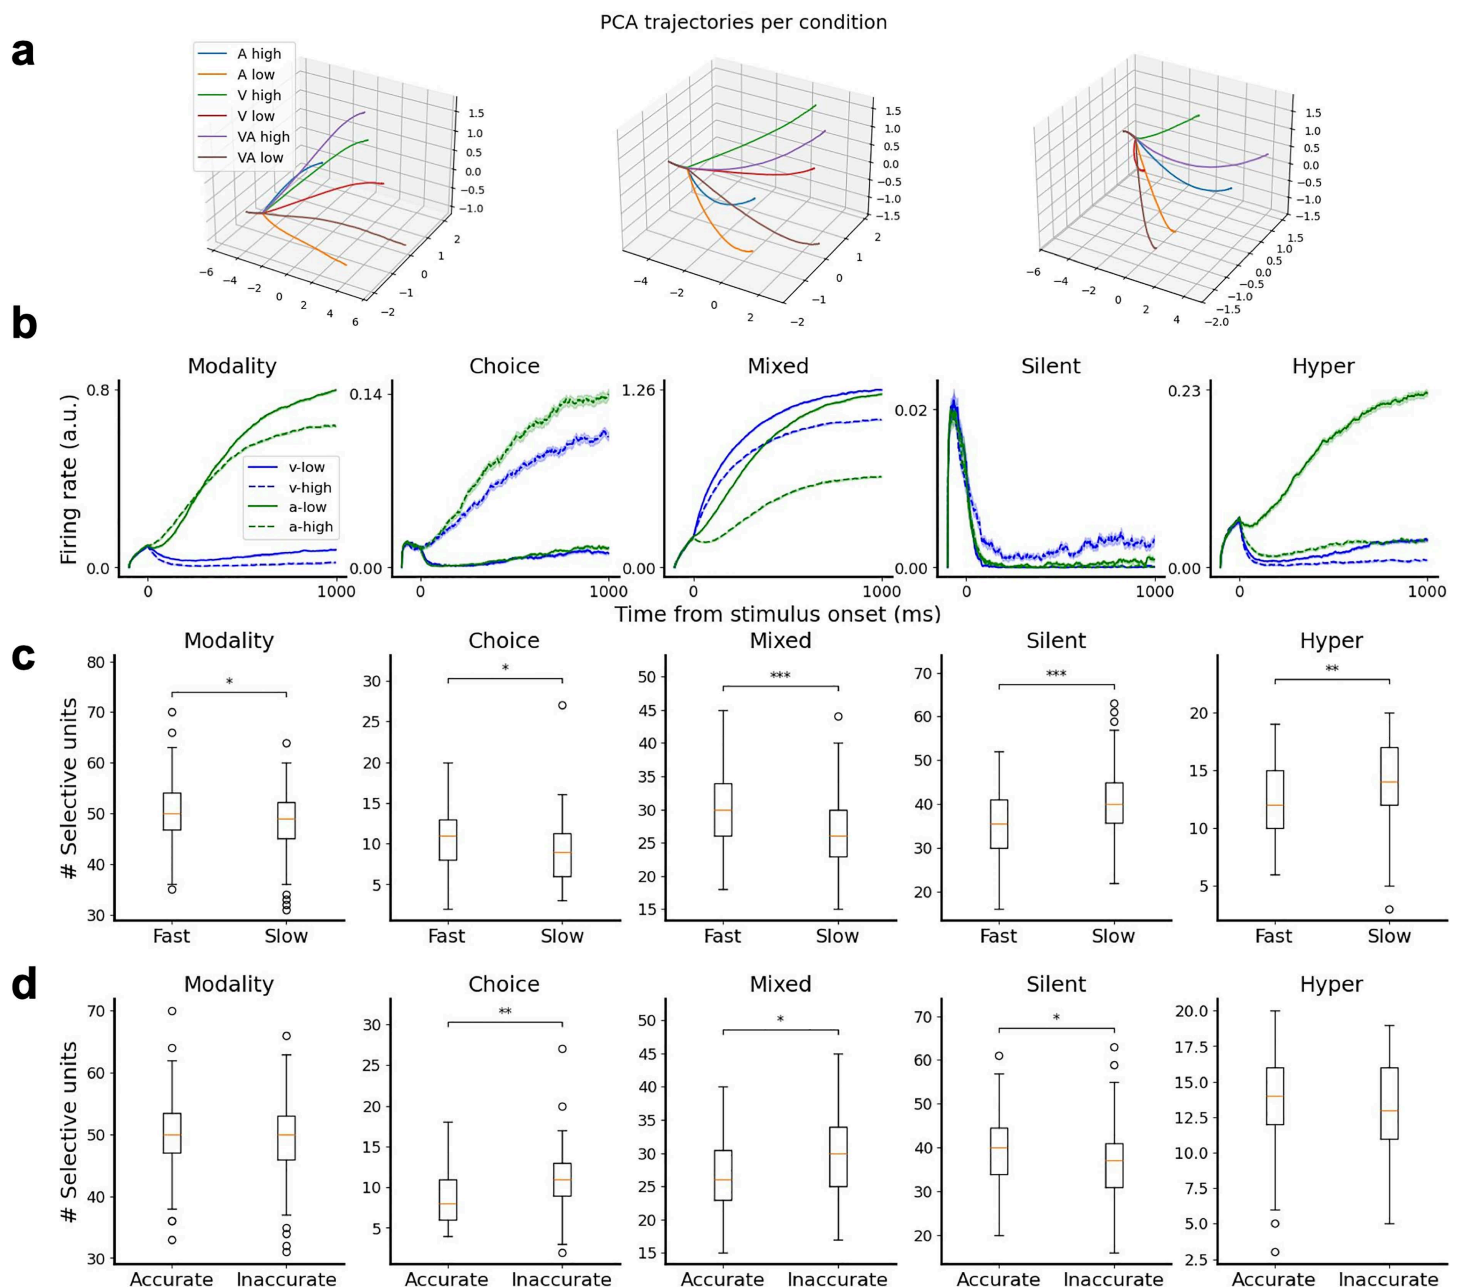 PCA trajectories per condition
a
A high
A low
V high
V low
VA high
VA low
1.5
1.0
0.5
0.0
−0.5
−1.0
−6
−4
−2
0
2
4
6
−2
−1
0
1
2
1.5
1.0
0.5
0.0
−0.5
−1.0
−1.5
−4
−2
0
2
−2
−1
0
1
2
1.5
1.0
0.5
0.0
−0.5
−1.0
−1.5
−6
−4
−2
0
2
4
−2.0
−1.5
−1.0
−0.5
0.0
0.5
1.0
1.5
b
Modality
Choice
Mixed
Silent
Hyper
Firing rate (a.u.)
0.8
0.0
0
1000
v-low
v-high
a-low
a-high
0.14
0.00
0
1000
1.26
0.00
0
1000
0.02
0.00
0
1000
0.23
0.00
0
1000
Time from stimulus onset (ms)
c
Modality
Choice
Mixed
Silent
Hyper
# Selective units
80
70
60
50
40
30
*
Fast
Slow
30
25
20
15
10
5
*
Fast
Slow
50
45
40
35
30
25
20
15
***
Fast
Slow
70
60
50
40
30
20
***
Fast
Slow
20
15
10
5
**
Fast
Slow
d
Modality
Choice
Mixed
Silent
Hyper
# Selective units
70
60
50
40
30
Accurate
Inaccurate
30
25
20
15
10
5
**
Accurate
Inaccurate
50
45
40
35
30
25
20
15
*
Accurate
Inaccurate
70
60
50
40
30
20
*
Accurate
Inaccurate
20.0
17.5
15.0
12.5
10.0
7.5
5.0
2.5
Accurate
Inaccurate